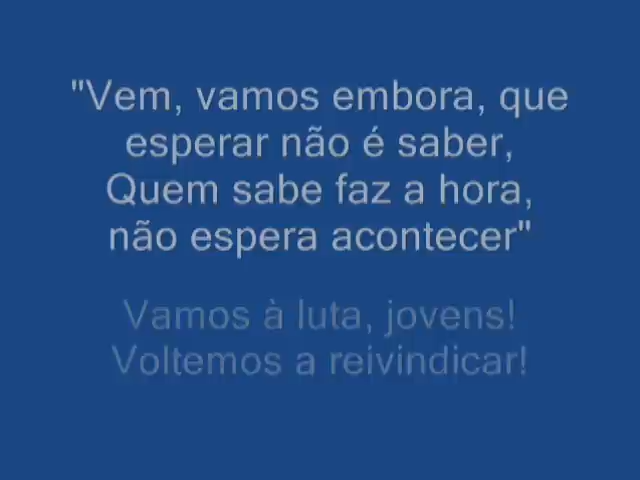 "Vem, vamos embora, que
esperar não é saber,
Quem sabe faz a hora,
não espera acontecer"
Vamos à luta, jovens!
Voltemos a reivindicar!